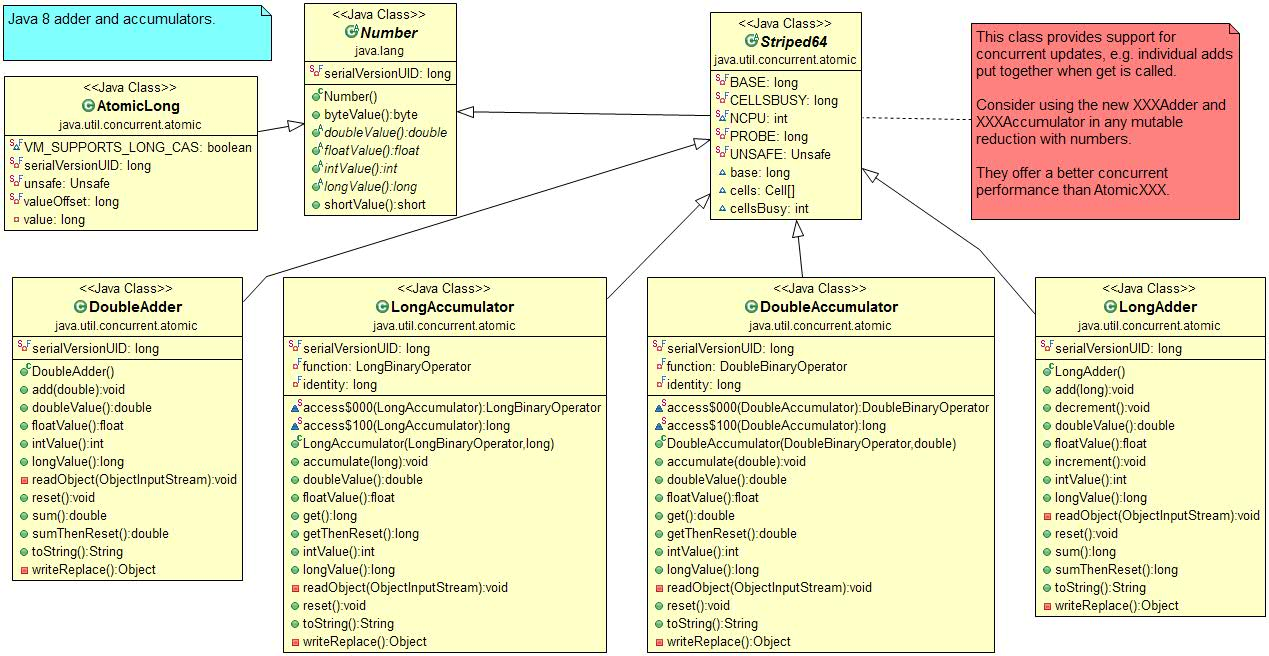 Java 8 adder and accumulators.
<<Java Class>>
AtomicLong
java.util.concurrent.atomic
VM_SUPPORTS_LONG_CAS: boolean
serialVersionUID: long
unsafe: Unsafe
valueOffset: long
value: long
<<Java Class>>
Number
java.lang
serialVersionUID: long
Number()
byteValue():byte
doubleValue():double
floatValue():float
intValue():int
longValue():long
shortValue():short
<<Java Class>>
Striped64
java.util.concurrent.atomic
BASE: long
CELLSBUSY: long
NCPU: int
PROBE: long
UNSAFE: Unsafe
base: long
cells: Cell[]
cellsBusy: int
This class provides support for
concurrent updates, e.g. individual adds
put together when get is called.
Consider using the new XXXAdder and
XXXAccumulator in any mutable
reduction with numbers.
They offer a better concurrent
performance than AtomicXXX.
<<Java Class>>
DoubleAdder
java.util.concurrent.atomic
serialVersionUID: long
DoubleAdder()
add(double):void
doubleValue():double
floatValue():float
intValue():int
longValue():long
readObject(ObjectInputStream):void
reset():void
sum():double
sumThenReset():double
toString():String
writeReplace():Object
<<Java Class>>
LongAccumulator
java.util.concurrent.atomic
serialVersionUID: long
function: LongBinaryOperator
identity: long
access$000(LongAccumulator):LongBinaryOperator
access$100(LongAccumulator):long
LongAccumulator(LongBinaryOperator,long)
accumulate(long):void
doubleValue():double
floatValue():float
get():long
getThenReset():long
intValue():int
longValue():long
readObject(ObjectInputStream):void
reset():void
toString():String
writeReplace():Object
<<Java Class>>
DoubleAccumulator
java.util.concurrent.atomic
serialVersionUID: long
function: DoubleBinaryOperator
identity: long
access$000(DoubleAccumulator):DoubleBinaryOperator
access$100(DoubleAccumulator):long
DoubleAccumulator(DoubleBinaryOperator,double)
accumulate(double):void
doubleValue():double
floatValue():float
get():double
getThenReset():double
intValue():int
longValue():long
readObject(ObjectInputStream):void
reset():void
toString():String
writeReplace():Object
<<Java Class>>
LongAdder
java.util.concurrent.atomic
serialVersionUID: long
LongAdder()
add(long):void
decrement():void
doubleValue():double
floatValue():float
increment():void
intValue():int
longValue():long
readObject(ObjectInputStream):void
reset():void
sum():long
sumThenReset():long
toString():String
writeReplace():Object